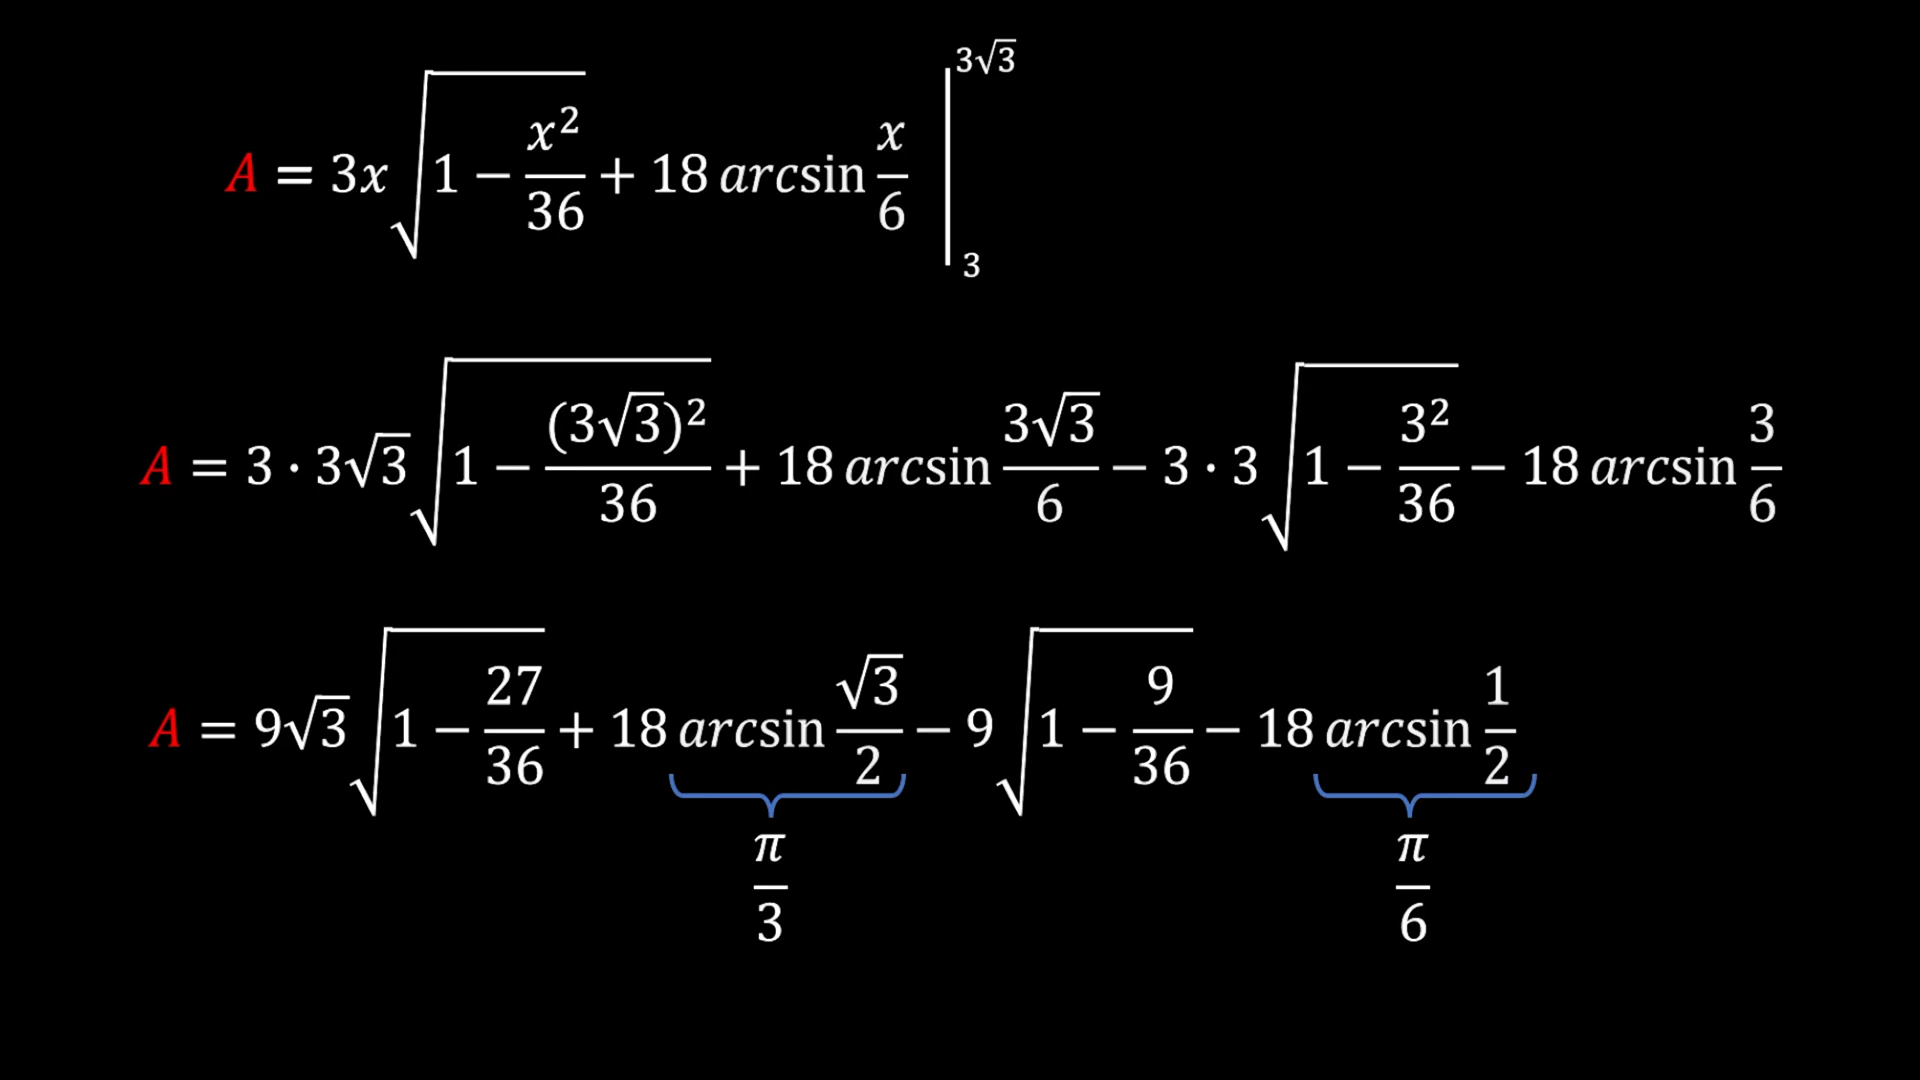 A = 3x√(1 − x²/36) + 18 arcsin x/6 |₃^(3√3)
A = 3 · 3√3√(1 − (3√3)²/36) + 18 arcsin 3√3/6 − 3 · 3√(1 − 3²/36) − 18 arcsin 3/6
A = 9√3√(1 − 27/36) + 18 arcsin √3/2 − 9√(1 − 9/36) − 18 arcsin 1/2
π/3 π/6